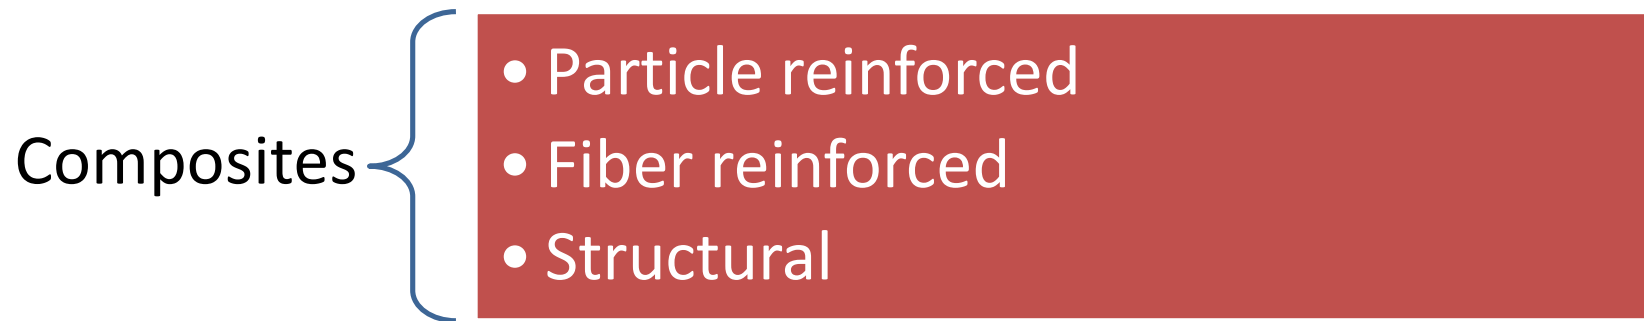 Composites
• Particle reinforced
• Fiber reinforced
• Structural